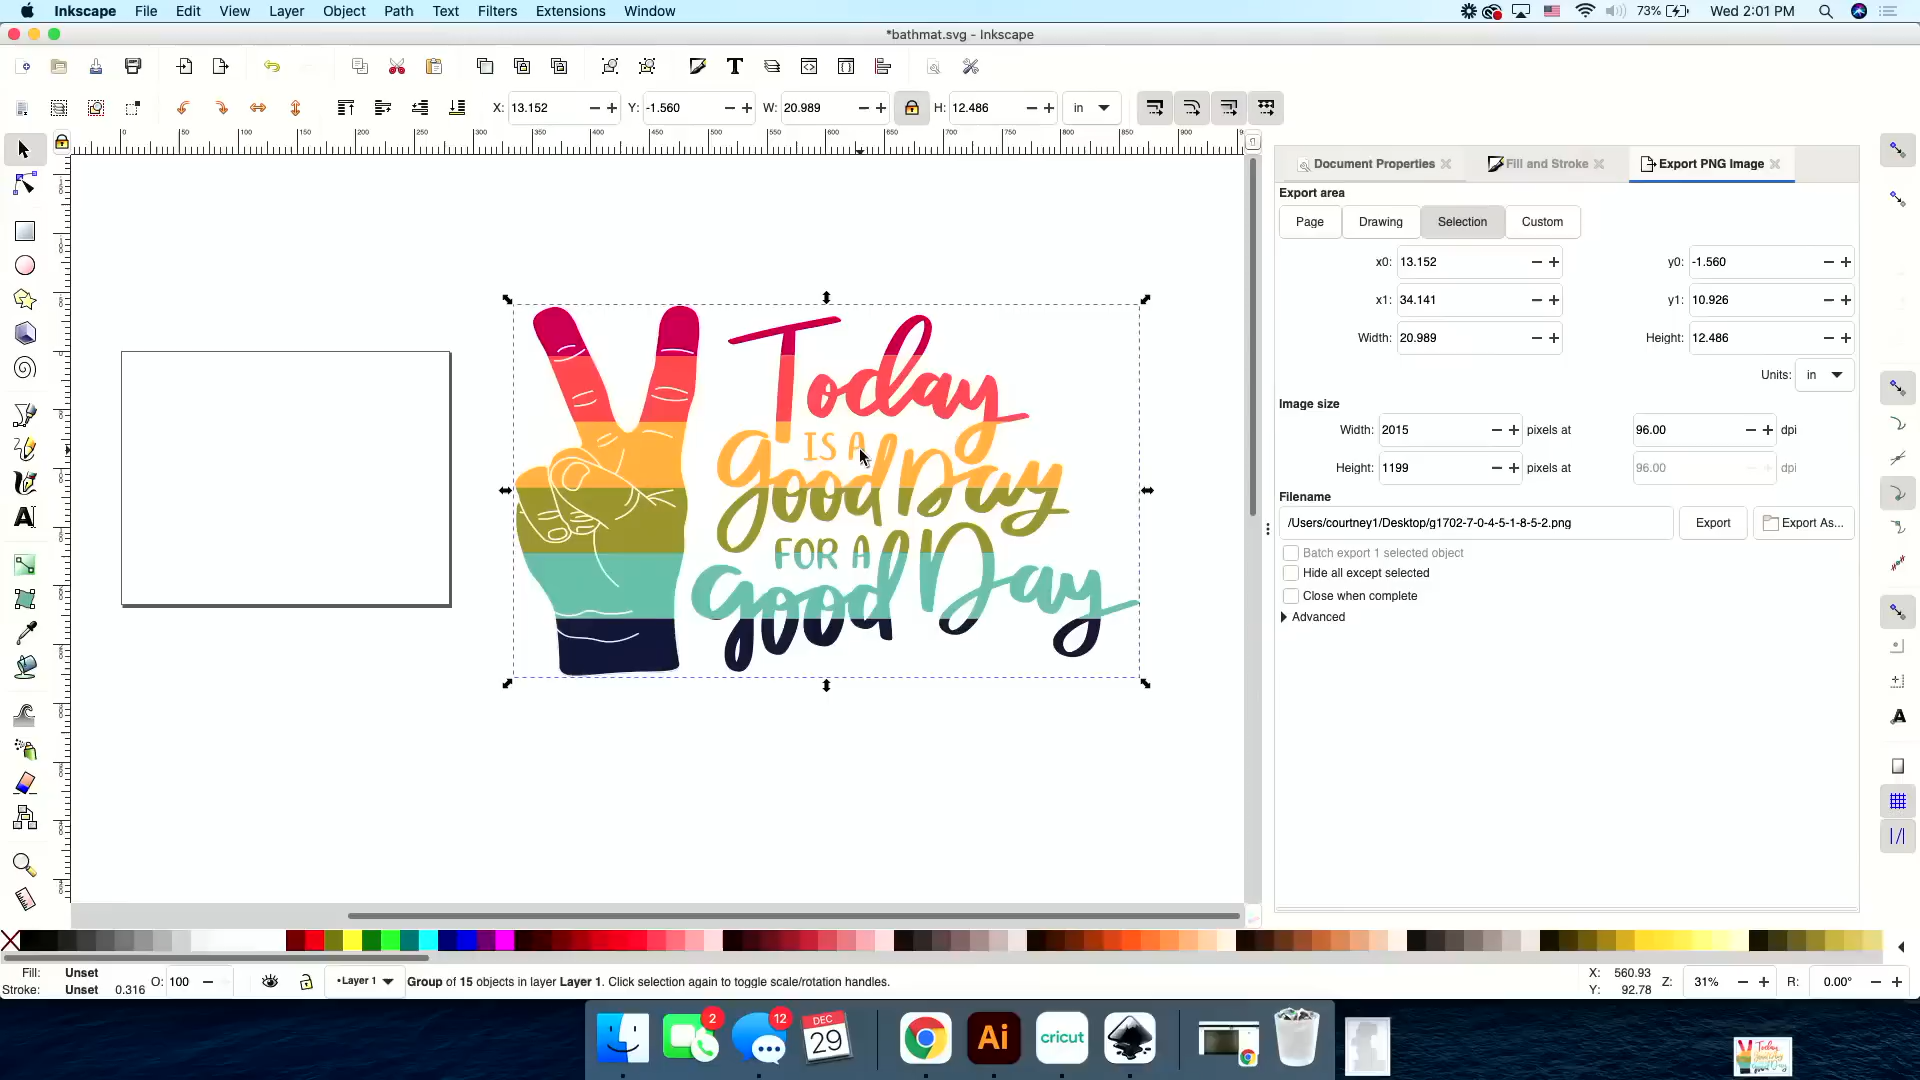 Inkscape File Edit View Layer Object Path Text Filters Extensions Window 73% Wed 2:01 PM
*bathmat.svg - Inkscape
X: 13.152 Y: -1.560 W: 20.989 H: 12.486 in
Document Properties Fill and Stroke Export PNG Image
Export area
Page Drawing Selection Custom
x0: 13.152 y0: -1.560
x1: 34.141 y1: 10.926
Width: 20.989 Height: 12.486
Units: in
Image size
Width: 2015 pixels at 96.00 dpi
Height: 1199 pixels at 96.00 dpi
Filename
/Users/courtney1/Desktop/g1702-7-0-4-5-1-8-5-2.png Export Export As...
Batch export 1 selected object
Hide all except selected
Close when complete
Advanced
Today
IS A
Good Day
FOR A
Good Day
Fill: Unset
Stroke: Unset 0.316 O: 100 •Layer 1 Group of 15 objects in layer Layer 1. Click selection again to toggle scale/rotation handles.
X: 560.93
Y: 92.78
Z: 31% R: 0.00°
2 12 DEC 29 Ai cricut